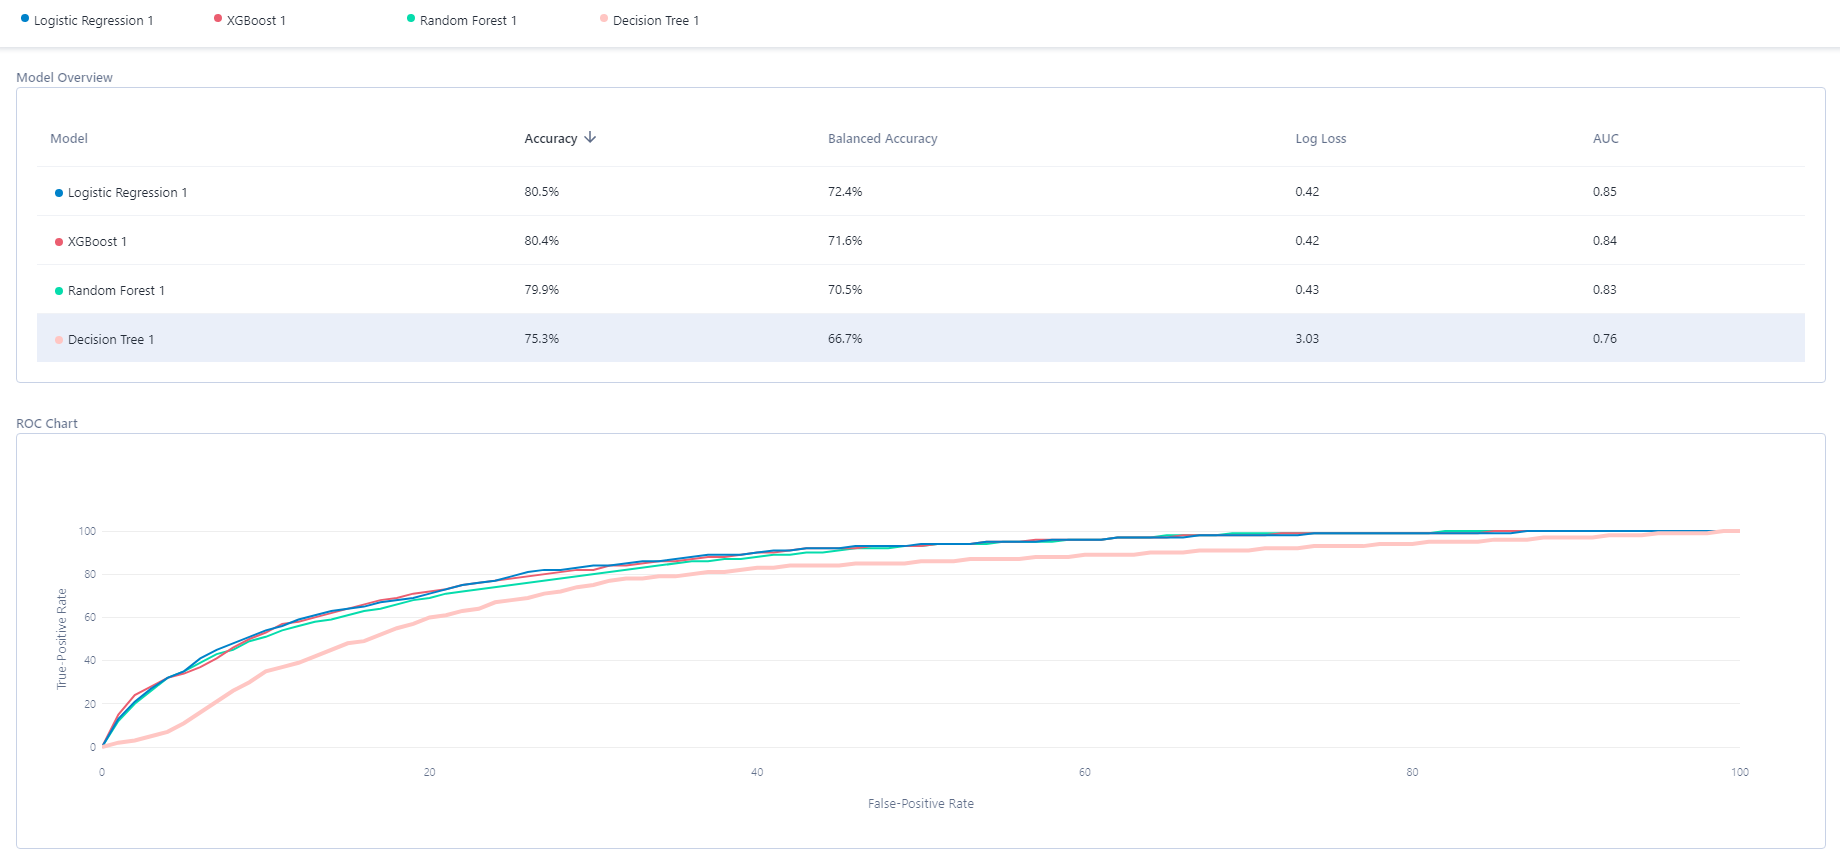 Logistic Regression 1 XGBoost 1 Random Forest 1 Decision Tree 1
Model Overview
Model Accuracy Balanced Accuracy Log Loss AUC
Logistic Regression 1 80.5% 72.4% 0.42 0.85
XGBoost 1 80.4% 71.6% 0.42 0.84
Random Forest 1 79.9% 70.5% 0.43 0.83
Decision Tree 1 75.3% 66.7% 3.03 0.76
ROC Chart
100
80
60
40
20
0
True-Positive Rate
0 20 40 60 80 100
False-Positive Rate